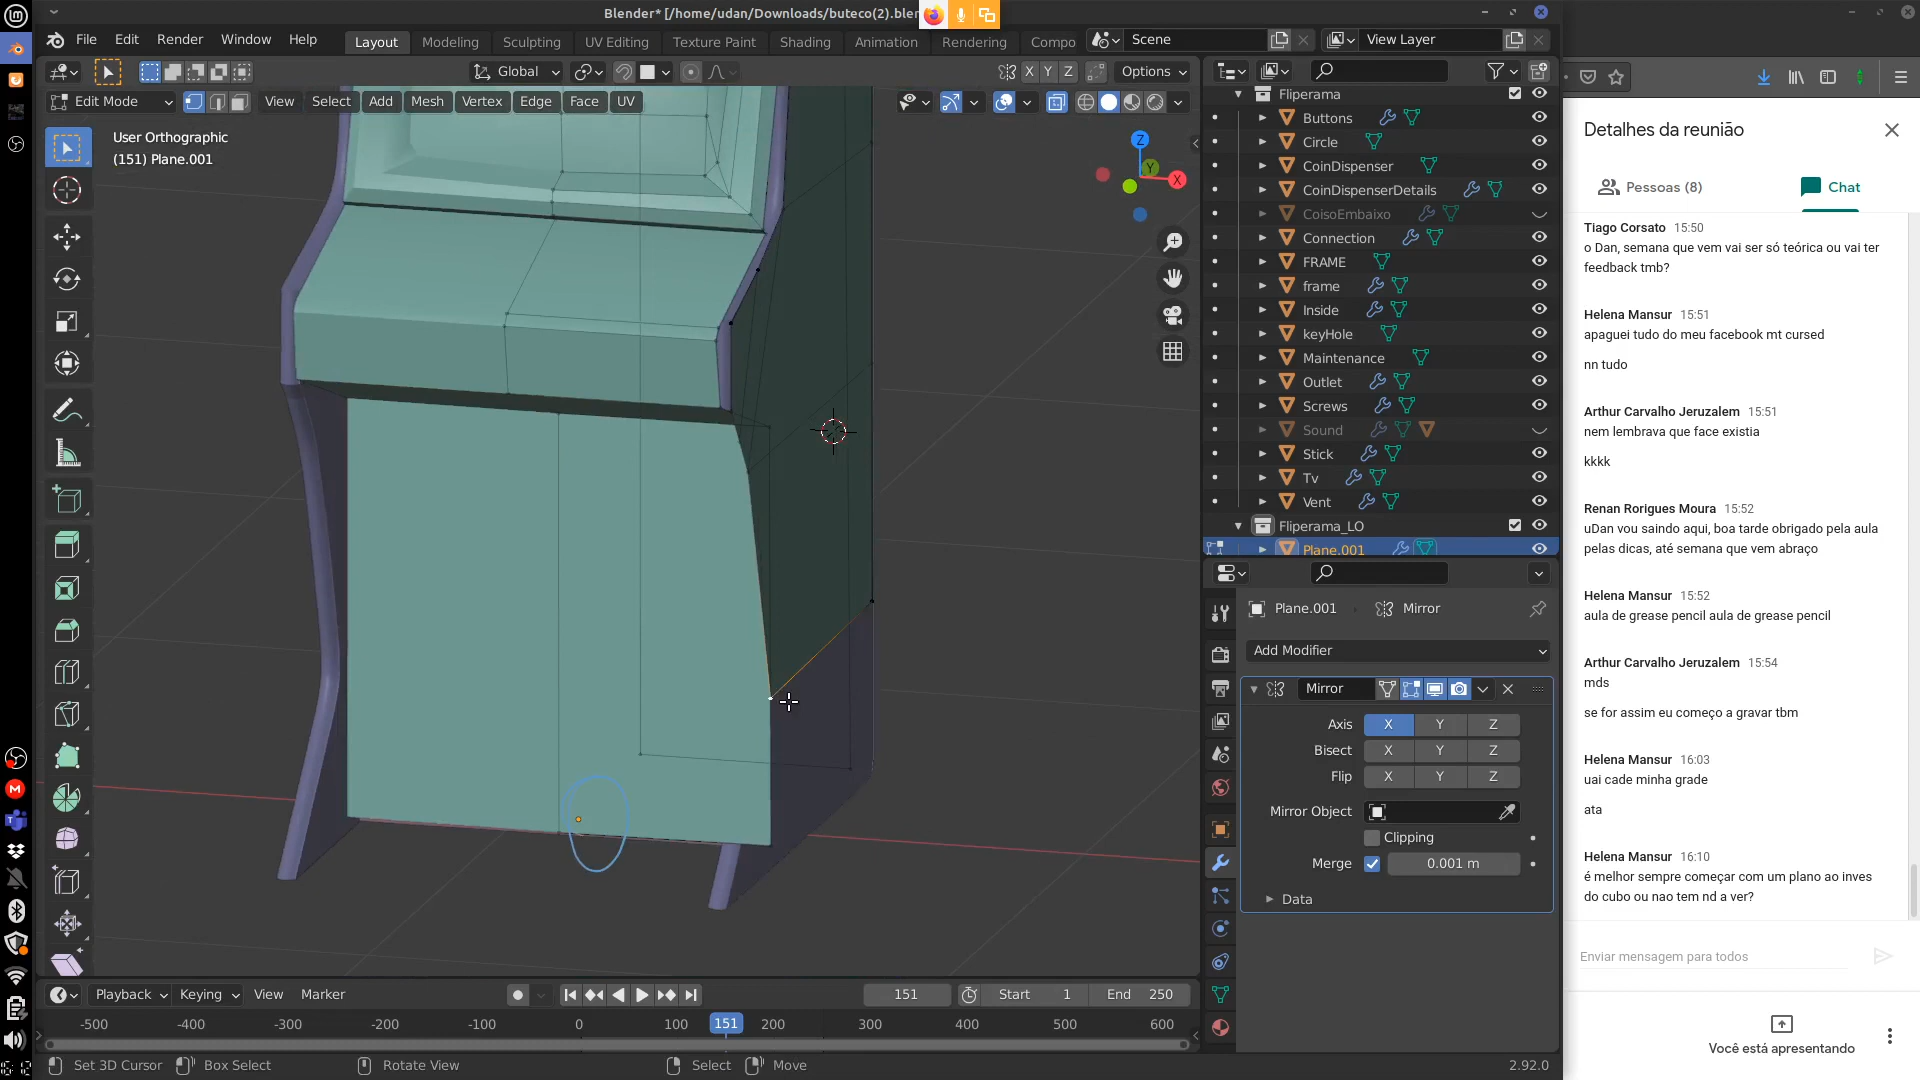 Blender* [/home/udan/Downloads/buteco(2).blen
File Edit Render Window Help
Layout Modeling Sculpting UV Editing Texture Paint Shading Animation Rendering Compo
Scene
View Layer
Global
X Y Z
Options
Edit Mode
View Select Add Mesh Vertex Edge Face UV
User Orthographic
(151) Plane.001
Z
Y
X
Fliperama
Buttons
Circle
CoinDispenser
CoinDispenserDetails
CoisoEmbaixo
Connection
FRAME
frame
Inside
keyHole
Maintenance
Outlet
Screws
Sound
Stick
Tv
Vent
Fliperama_LO
Plane.001
Plane.001 Mirror
Add Modifier
Mirror
Axis X Y Z
Bisect X Y Z
Flip X Y Z
Mirror Object
Clipping
Merge 0.001 m
Data
Playback Keying View Marker
151
Start 1
End 250
-500 -400 -300 -200 -100 0 100 151 200 300 400 500 600
Set 3D Cursor Box Select Rotate View Select Move
2.92.0
Detalhes da reunião
Pessoas (8)
Chat
Tiago Corsato 15:50
o Dan, semana que vem vai ser só teórica ou vai ter
feedback tmb?
Helena Mansur 15:51
apaguei tudo do meu facebook mt cursed
nn tudo
Arthur Carvalho Jeruzalem 15:51
nem lembrava que face existia
kkkk
Renan Rorigues Moura 15:52
uDan vou saindo aqui, boa tarde obrigado pela aula
pelas dicas, até semana que vem abraço
Helena Mansur 15:52
aula de grease pencil aula de grease pencil
Arthur Carvalho Jeruzalem 15:54
mds
se for assim eu começo a gravar tbm
Helena Mansur 16:03
uai cade minha grade
ata
Helena Mansur 16:10
é melhor sempre começar com um plano ao inves
do cubo ou nao tem nd a ver?
Enviar mensagem para todos
Você está apresentando